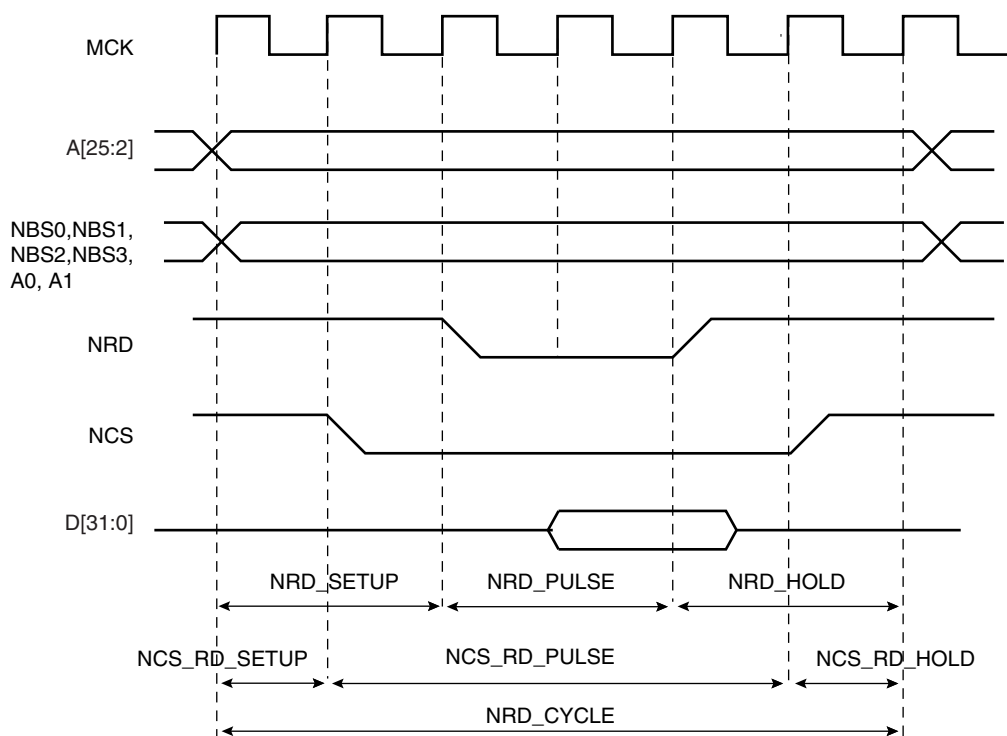 MCK
A[25:2]
NBS0,NBS1,
NBS2,NBS3,
A0, A1
NRD
NCS
D[31:0]
NRD_SETUP
NRD_PULSE
NRD_HOLD
NCS_RD_SETUP
NCS_RD_PULSE
NCS_RD_HOLD
NRD_CYCLE